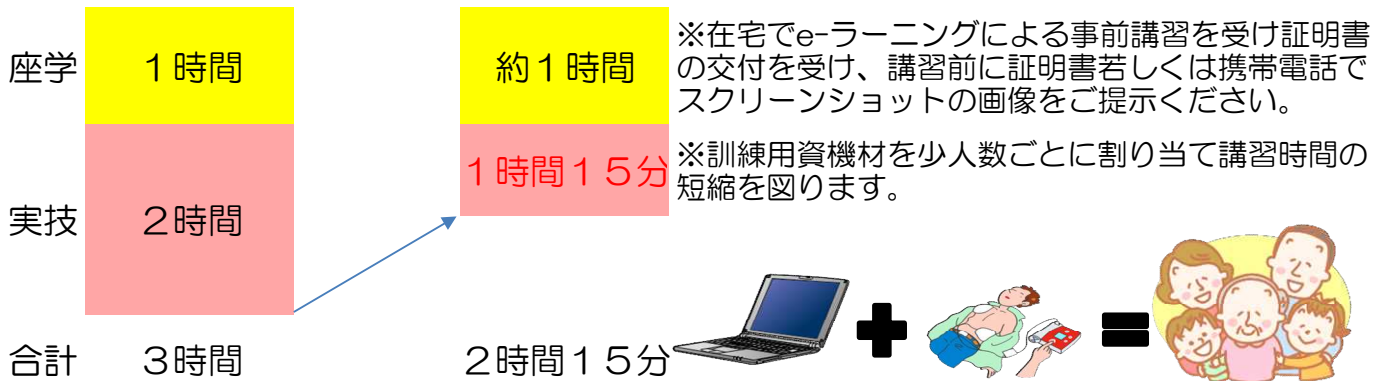 座学
1時間
約1時間
※在宅でe-ラーニングによる事前講習を受け証明書
の交付を受け、講習前に証明書若しくは携帯電話で
スクリーンショットの画像をご提示ください。
1時間15分
※訓練用資機材を少人数ごとに割り当て講習時間の
短縮を図ります。
実技
2時間
合計
3時間
2時間15分